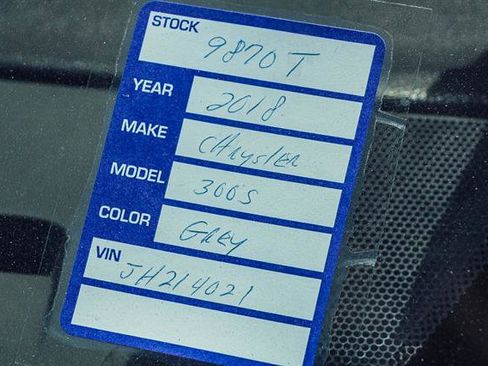 STOCK 9870T
YEAR 2018
MAKE Chrysler
MODEL 300S
COLOR Grey
VIN JH214021